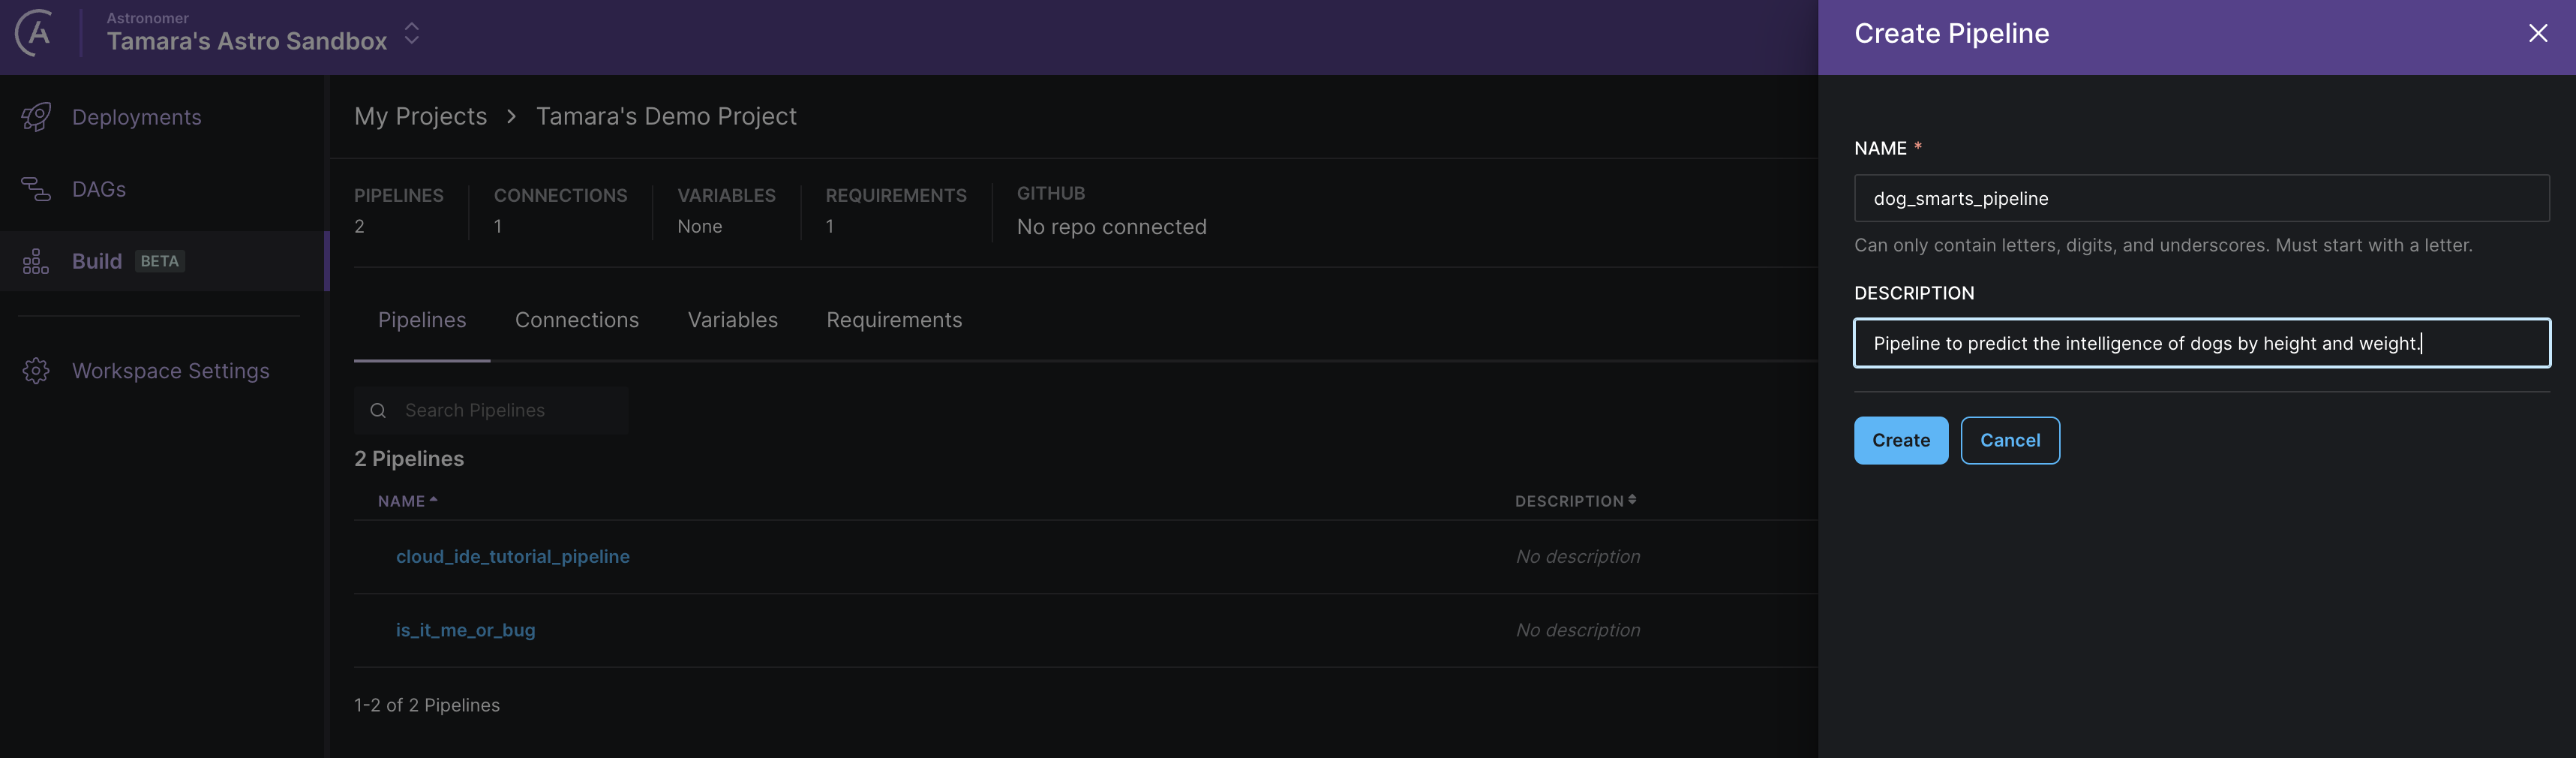 Astronomer
Tamara's Astro Sandbox
Deployments
DAGs
Build BETA
Workspace Settings
My Projects > Tamara's Demo Project
PIPELINES CONNECTIONS VARIABLES REQUIREMENTS GITHUB
2 1 None 1 No repo connected
Pipelines Connections Variables Requirements
Search Pipelines
2 Pipelines
NAME DESCRIPTION
cloud_ide_tutorial_pipeline No description
is_it_me_or_bug No description
1-2 of 2 Pipelines
Create Pipeline
NAME *
dog_smarts_pipeline
Can only contain letters, digits, and underscores. Must start with a letter.
DESCRIPTION
Pipeline to predict the intelligence of dogs by height and weight.
Create Cancel